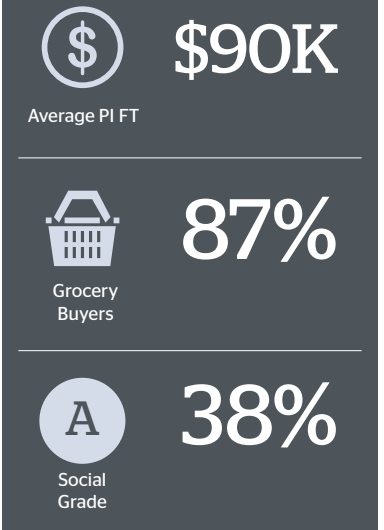 $
$90K
Average PI FT
87%
Grocery
Buyers
A
38%
Social
Grade